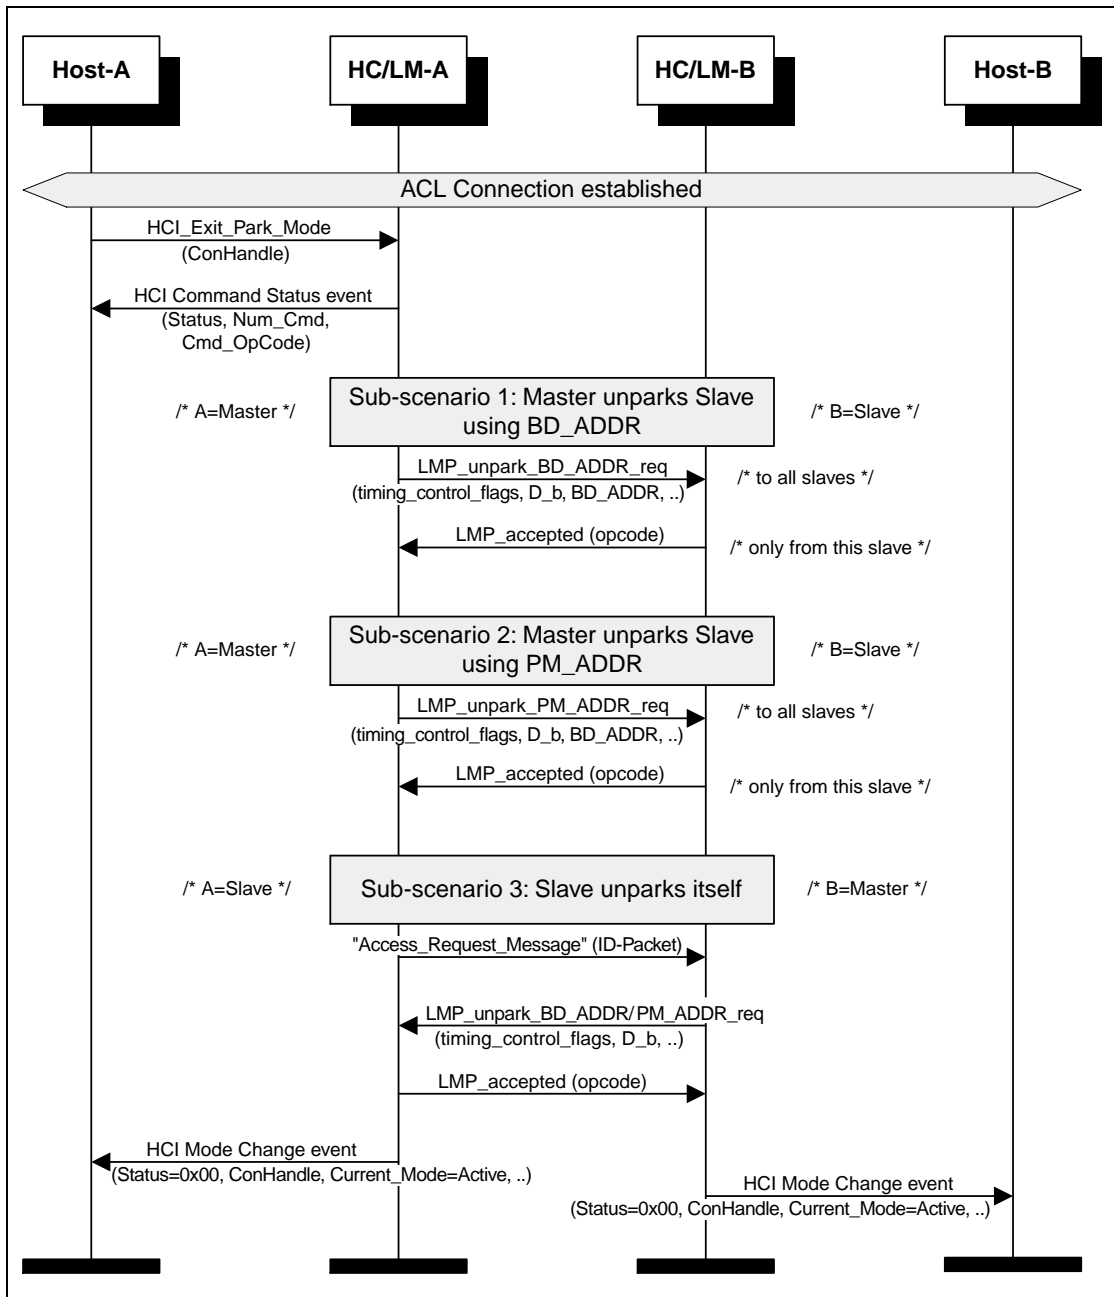 Host-A
HC/LM-A
HC/LM-B
Host-B
ACL Connection established
HCI_Exit_Park_Mode
(ConHandle)
HCI Command Status event
(Status, Num_Cmd,
Cmd_OpCode)
/* A=Master */
Sub-scenario 1: Master unparks Slave
using BD_ADDR
/* B=Slave */
LMP_unpark_BD_ADDR_req
(timing_control_flags, D_b, BD_ADDR, ..)
/* to all slaves */
LMP_accepted (opcode)
/* only from this slave */
/* A=Master */
Sub-scenario 2: Master unparks Slave
using PM_ADDR
/* B=Slave */
LMP_unpark_PM_ADDR_req
(timing_control_flags, D_b, BD_ADDR, ..)
/* to all slaves */
LMP_accepted (opcode)
/* only from this slave */
/* A=Slave */
Sub-scenario 3: Slave unparks itself
/* B=Master */
"Access_Request_Message" (ID-Packet)
LMP_unpark_BD_ADDR/PM_ADDR_req
(timing_control_flags, D_b, ..)
LMP_accepted (opcode)
HCI Mode Change event
(Status=0x00, ConHandle, Current_Mode=Active, ..)
HCI Mode Change event
(Status=0x00, ConHandle, Current_Mode=Active, ..)